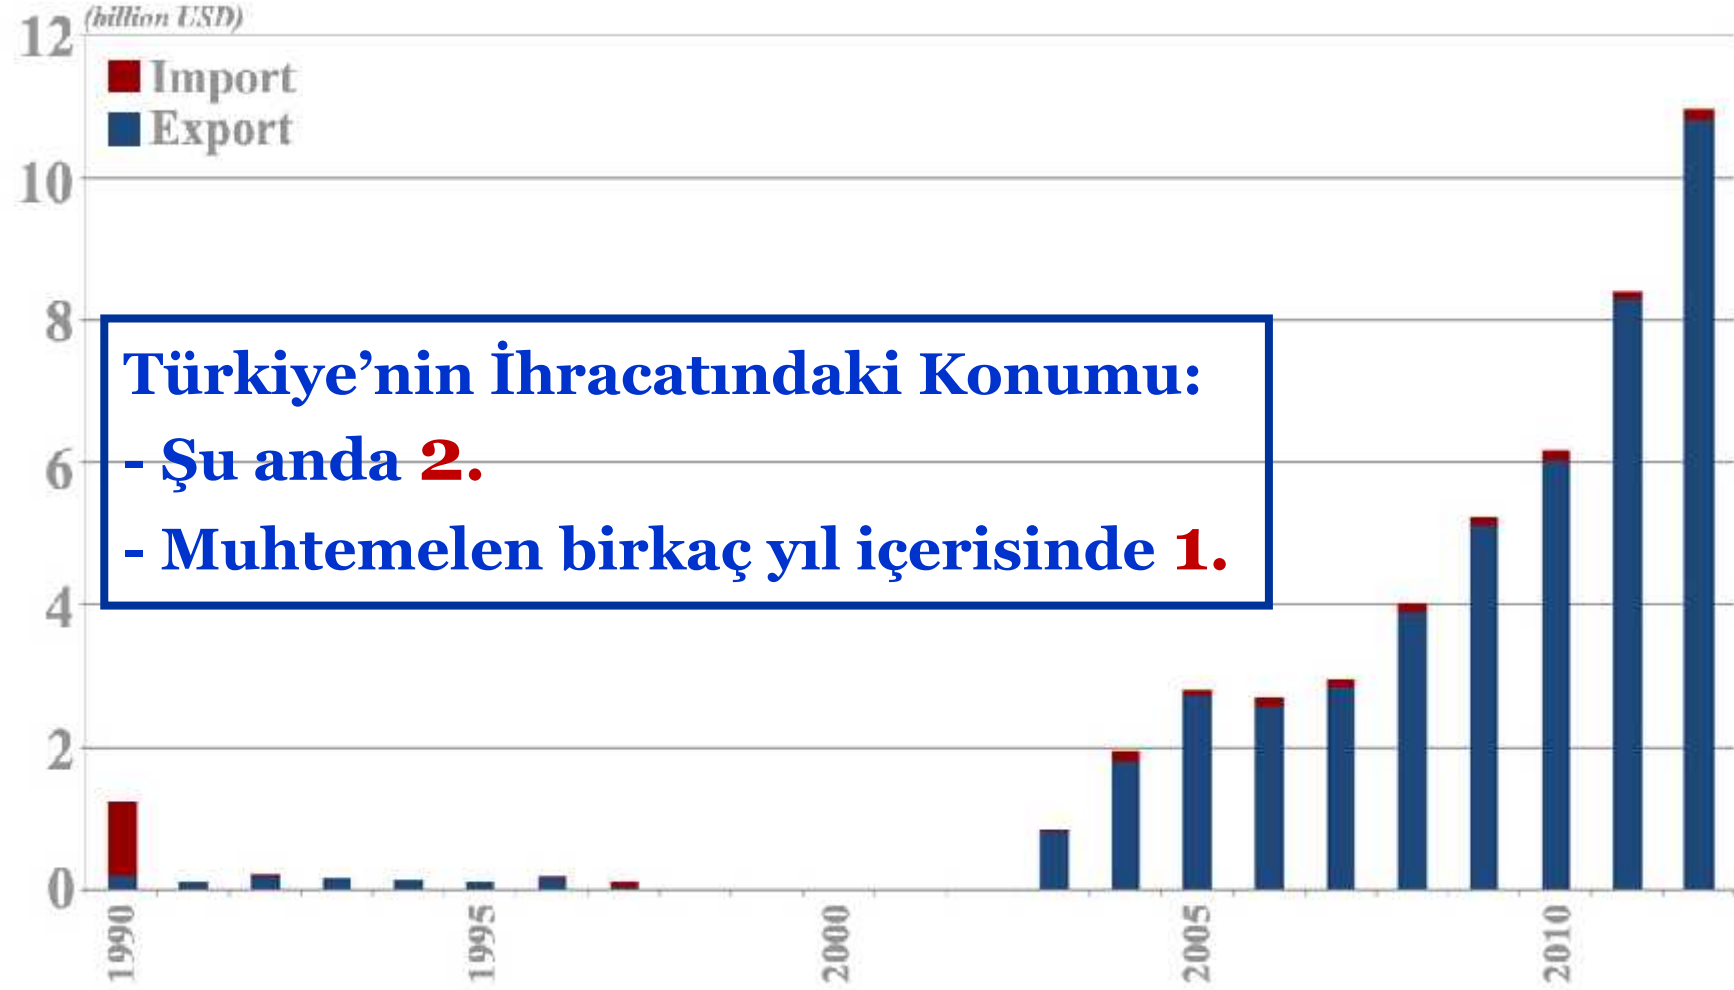 (billion USD)
12
Import
Export
10
8
Türkiye’nin İhracatındaki Konumu:
- Şu anda 2.
6
- Muhtemelen birkaç yıl içerisinde 1.
4
2
0
1990
1995
2000
2005
2010